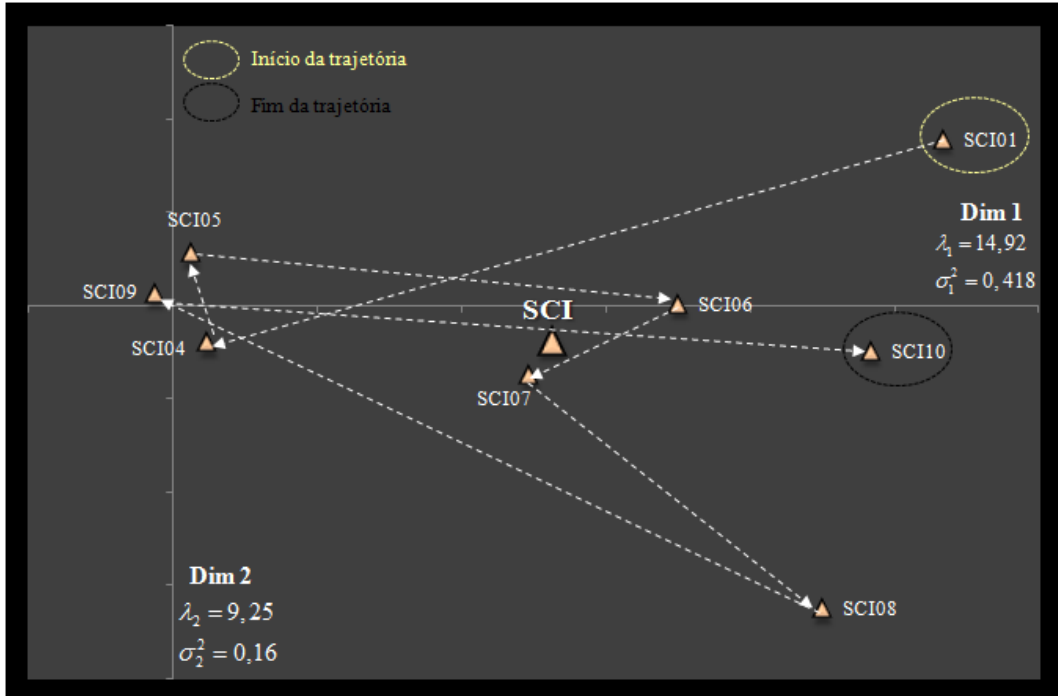 Início da trajetória
Fim da trajetória
SCI01
Dim 1
λ₁ = 14,92
σ₁² = 0,418
SCI05
SCI09
SCI04
SCI
SCI06
SCI10
SCI07
Dim 2
λ₂ = 9,25
σ₂² = 0,16
SCI08